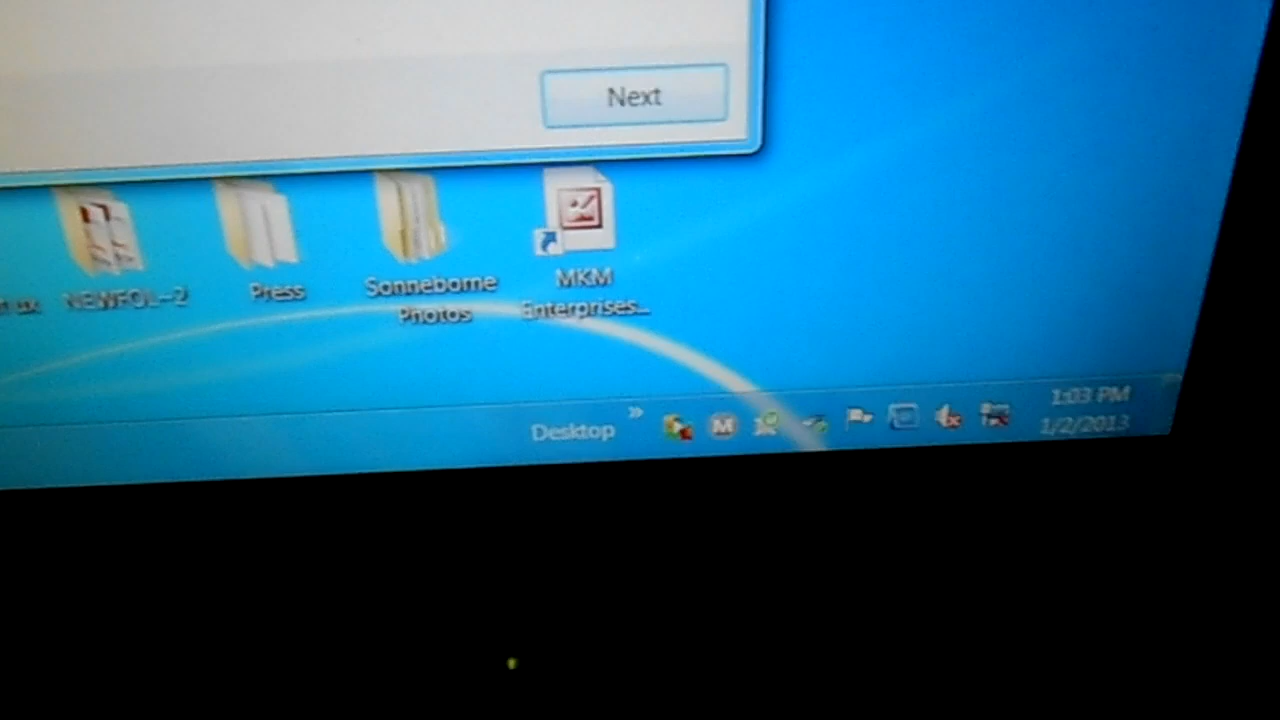 Next
NEWFOL~2
Press
Sonneborne
Photos
MKM
Enterprises...
Desktop
M
1:03 PM
1/2/2013